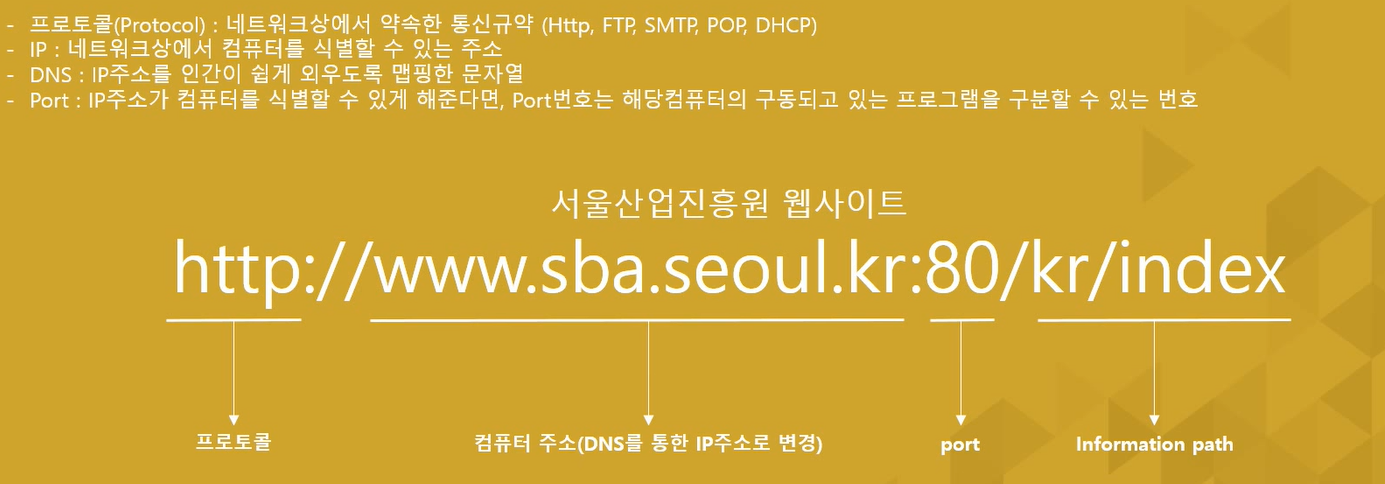 - 프로토콜(Protocol) : 네트워크상에서 약속한 통신규약 (Http, FTP, SMTP, POP, DHCP)
- IP : 네트워크상에서 컴퓨터를 식별할 수 있는 주소
- DNS : IP주소를 인간이 쉽게 외우도록 맵핑한 문자열
- Port : IP주소가 컴퓨터를 식별할 수 있게 해준다면, Port번호는 해당컴퓨터의 구동되고 있는 프로그램을 구분할 수 있는 번호
서울산업진흥원 웹사이트
http://www.sba.seoul.kr:80/kr/index
프로토콜 컴퓨터 주소(DNS를 통한 IP주소로 변경) port Information path